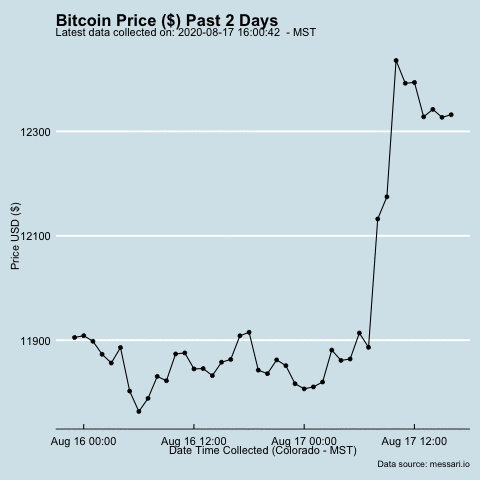 Bitcoin Price ($) Past 2 Days
Latest data collected on: 2020-08-17 16:00:42  - MST
12300
12100
11900
Price USD ($)
Aug 16 00:00 Aug 16 12:00 Aug 17 00:00 Aug 17 12:00
Date Time Collected (Colorado - MST)
Data source: messari.io